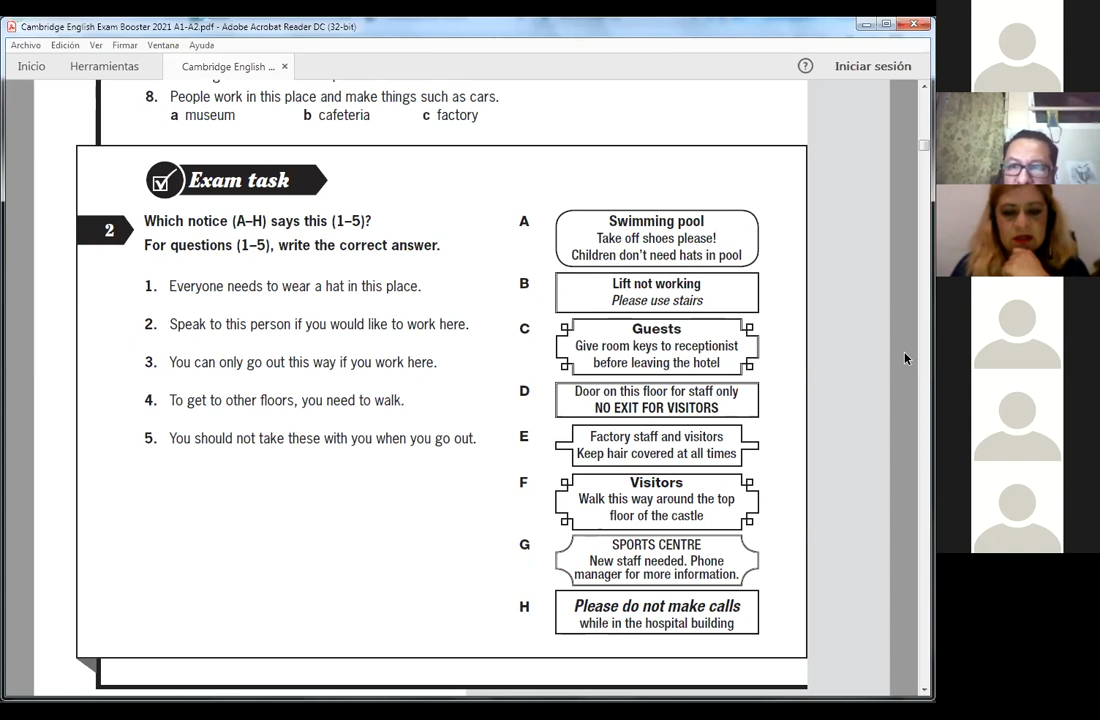 Cambridge English Exam Booster 2021 A1-A2.pdf - Adobe Acrobat Reader DC (32-bit)
Archivo Edición Ver Firmar Ventana Ayuda
Inicio Herramientas Cambridge English ... × ? Iniciar sesión
8. People work in this place and make things such as cars.
a museum b cafeteria c factory
Exam task
2
Which notice (A–H) says this (1–5)?
For questions (1–5), write the correct answer.
1. Everyone needs to wear a hat in this place.
2. Speak to this person if you would like to work here.
3. You can only go out this way if you work here.
4. To get to other floors, you need to walk.
5. You should not take these with you when you go out.
A
Swimming pool
Take off shoes please!
Children don't need hats in pool
B
Lift not working
Please use stairs
C
Guests
Give room keys to receptionist
before leaving the hotel
D
Door on this floor for staff only
NO EXIT FOR VISITORS
E
Factory staff and visitors
Keep hair covered at all times
F
Visitors
Walk this way around the top
floor of the castle
G
SPORTS CENTRE
New staff needed. Phone
manager for more information.
H
Please do not make calls
while in the hospital building